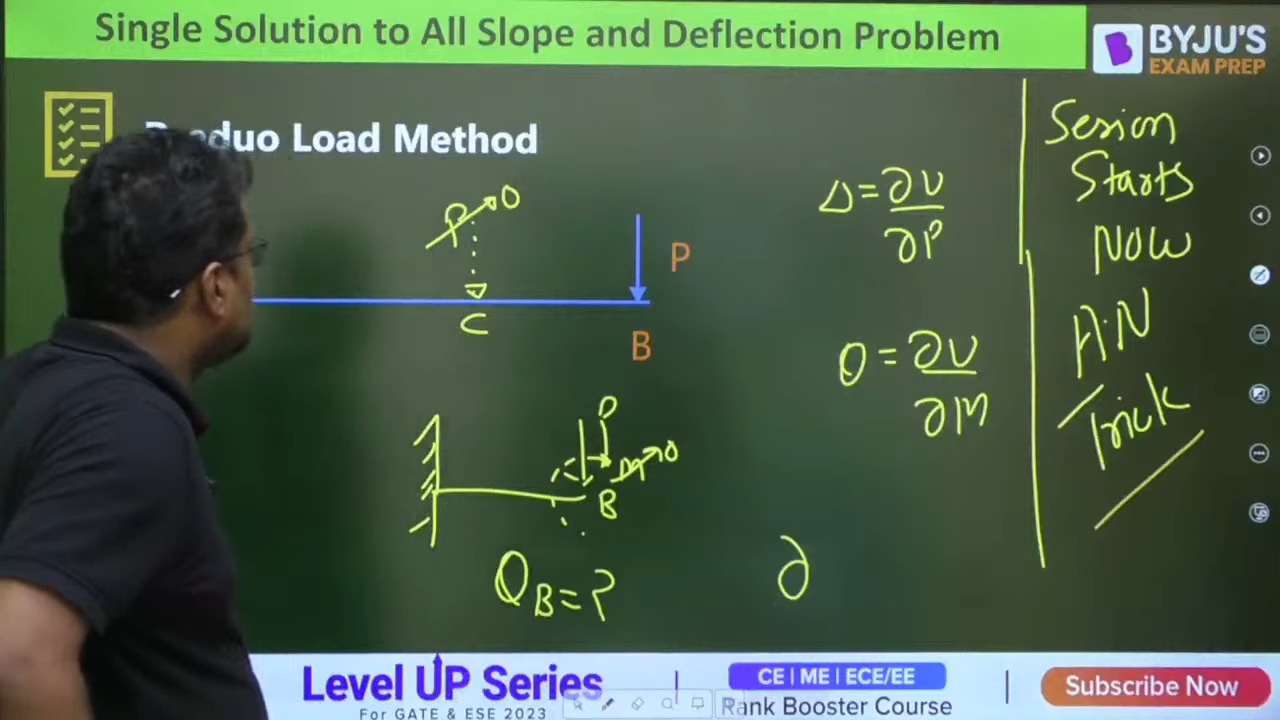 Single Solution to All Slope and Deflection Problem
BYJU'S
EXAM PREP
duo Load Method
P → 0
C
P
B
Δ = ∂U
∂P
θ = ∂U
∂M
Session
Starts
NOW
A.N
Trick
P
M → 0
B
θB = ?
∂
Level UP Series
For GATE & ESE 2023
CE | ME | ECE/EE
Rank Booster Course
Subscribe Now